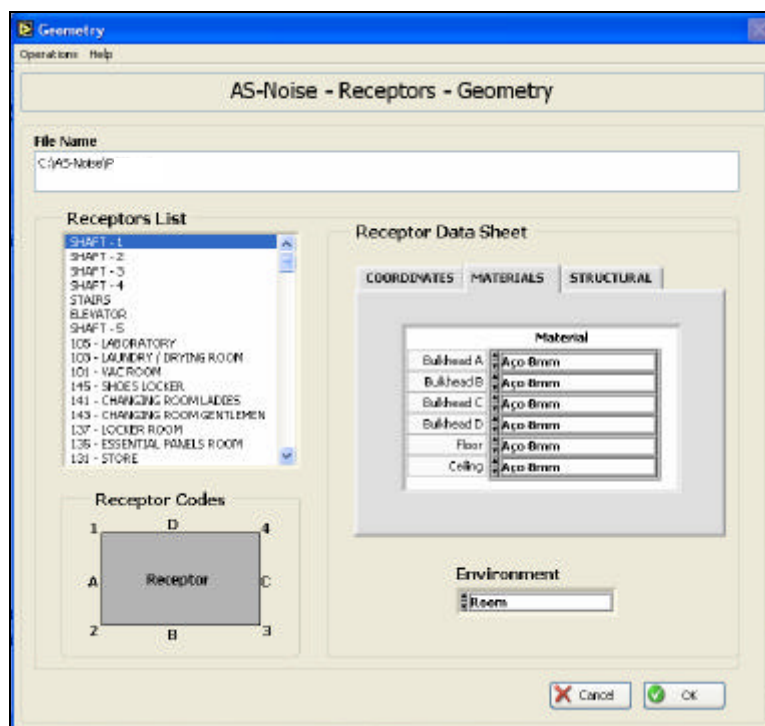 Geometry
Operations Help
AS-Noise - Receptors - Geometry
File Name
C:\AS-Noise\P
Receptors List
SHAFT - 1
SHAFT - 2
SHAFT - 3
SHAFT - 4
STAIRS
ELEVATOR
SHAFT - 5
105 - LABORATORY
103 - LAUNDRY / DRYING ROOM
101 - VAC ROOM
145 - SHOES LOCKER
141 - CHANGING ROOM LADIES
143 - CHANGING ROOM GENTLEMEN
137 - LOCKER ROOM
135 - ESSENTIAL PANELS ROOM
131 - STORE
Receptor Data Sheet
COORDINATES MATERIALS STRUCTURAL
Material
Bulkhead A Aço 8mm
Bulkhead B Aço 8mm
Bulkhead C Aço 8mm
Bulkhead D Aço 8mm
Floor Aço 8mm
Ceiling Aço 8mm
Receptor Codes
1 D 4
A Receptor C
2 B 3
Environment
Room
Cancel OK